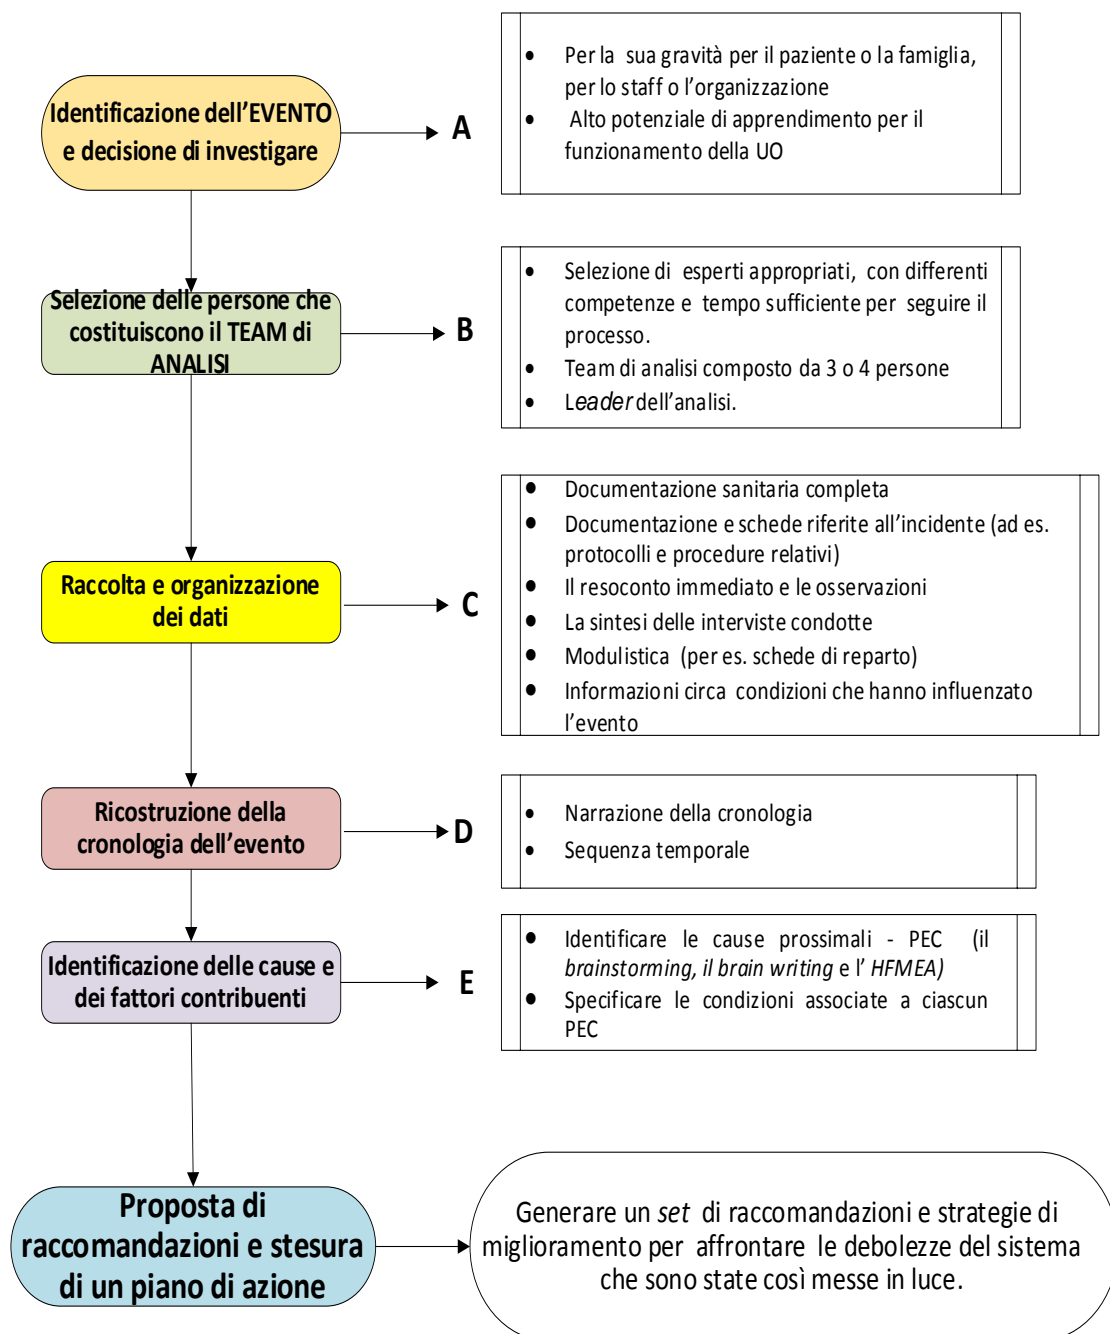 Identificazione dell'EVENTO
e decisione di investigare
A
• Per la sua gravità per il paziente o la famiglia,
per lo staff o l'organizzazione
• Alto potenziale di apprendimento per il
funzionamento della UO
Selezione delle persone che
costituiscono il TEAM di
ANALISI
B
• Selezione di esperti appropriati, con differenti
competenze e tempo sufficiente per seguire il
processo.
• Team di analisi composto da 3 o 4 persone
• Leader dell'analisi.
Raccolta e organizzazione
dei dati
C
• Documentazione sanitaria completa
• Documentazione e schede riferite all'incidente (ad es.
protocolli e procedure relativi)
• Il resoconto immediato e le osservazioni
• La sintesi delle interviste condotte
• Modulistica (per es. schede di reparto)
• Informazioni circa condizioni che hanno influenzato
l'evento
Ricostruzione della
cronologia dell'evento
D
• Narrazione della cronologia
• Sequenza temporale
Identificazione delle cause e
dei fattori contribuenti
E
• Identificare le cause prossimali - PEC (il
brainstorming, il brain writing e l' HFMEA)
• Specificare le condizioni associate a ciascun
PEC
Proposta di
raccomandazioni e stesura
di un piano di azione
Generare un set di raccomandazioni e strategie di
miglioramento per affrontare le debolezze del sistema
che sono state così messe in luce.